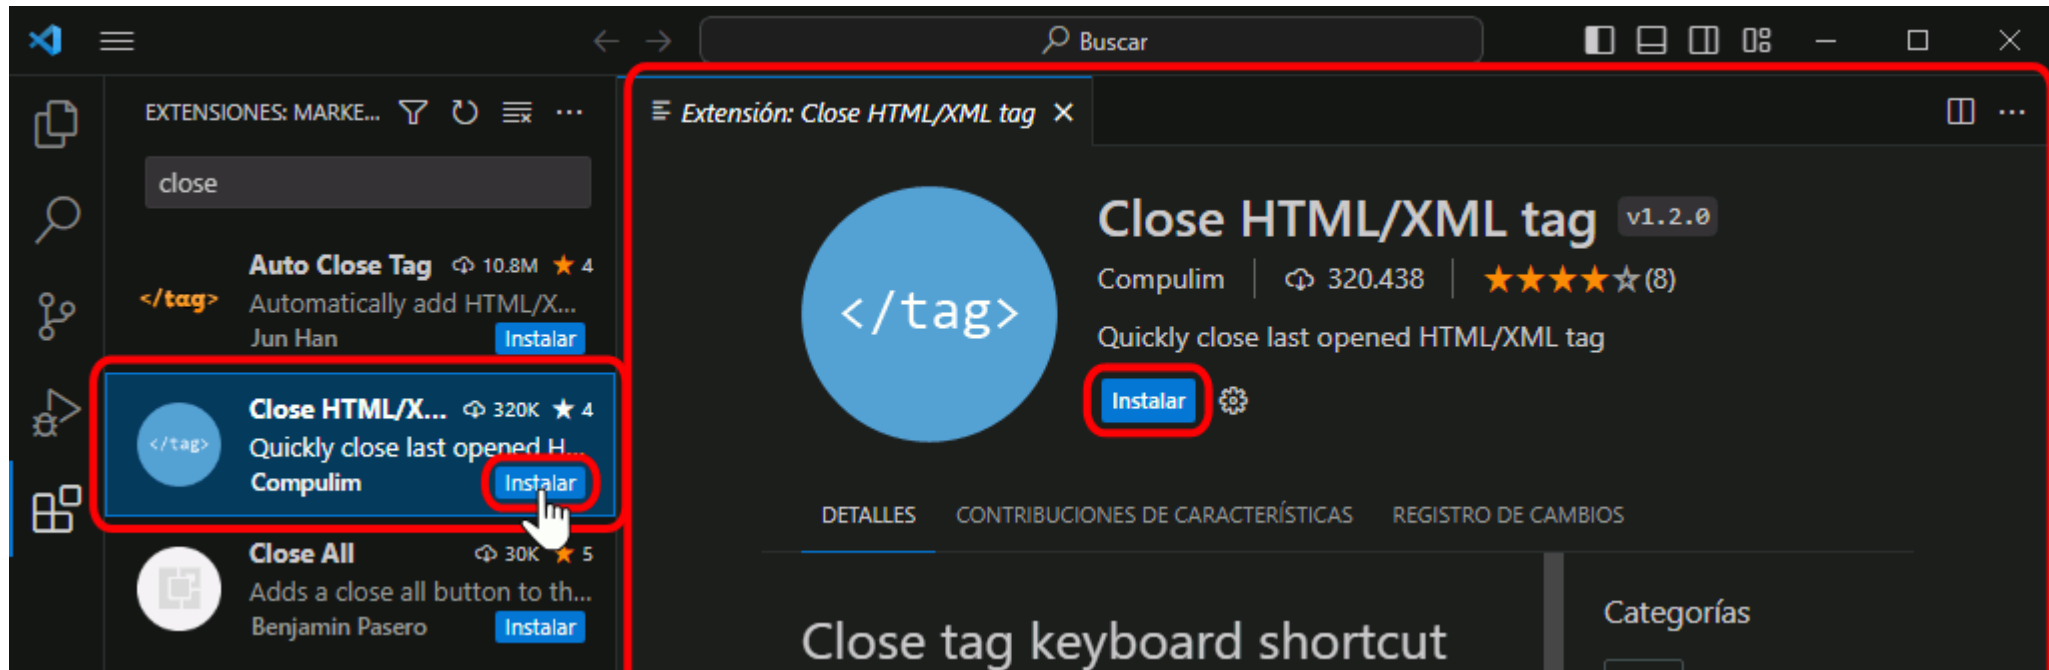 Buscar
EXTENSIONES: MARKE...
close
</tag>
Auto Close Tag 10.8M ★ 4
Automatically add HTML/X...
Jun Han Instalar
</tag>
Close HTML/X... 320K ★ 4
Quickly close last opened H...
Compulim Instalar
Close All 30K ★ 5
Adds a close all button to th...
Benjamin Pasero Instalar
Extensión: Close HTML/XML tag
</tag>
Close HTML/XML tag v1.2.0
Compulim 320.438 ★★★★☆(8)
Quickly close last opened HTML/XML tag
Instalar
DETALLES CONTRIBUCIONES DE CARACTERÍSTICAS REGISTRO DE CAMBIOS
Close tag keyboard shortcut
Categorías